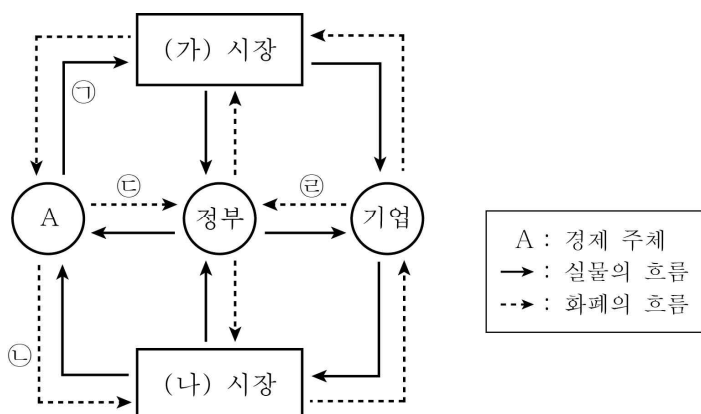 (가) 시장
㉠
A
㉢
정부
㉣
기업
㉡
(나) 시장
A : 경제 주체
: 실물의 흐름
: 화폐의 흐름